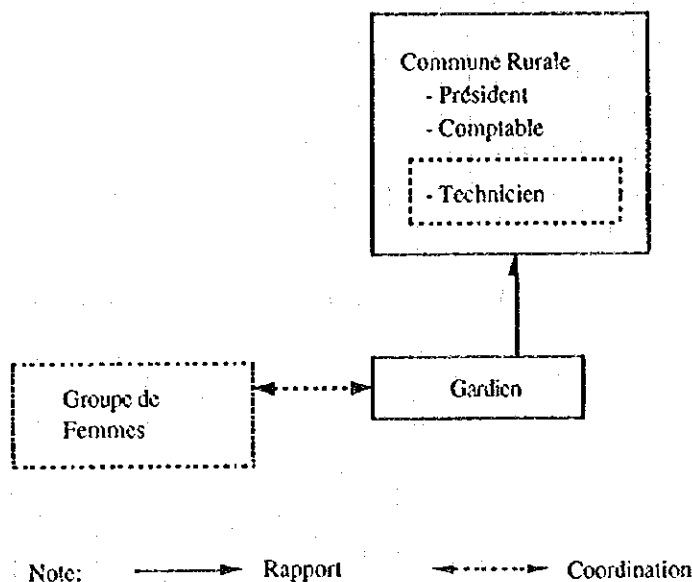 Commune Rurale
- Président
- Comptable
- Technicien
Gardien
Groupe de
Femmes
Note: Rapport Coordination